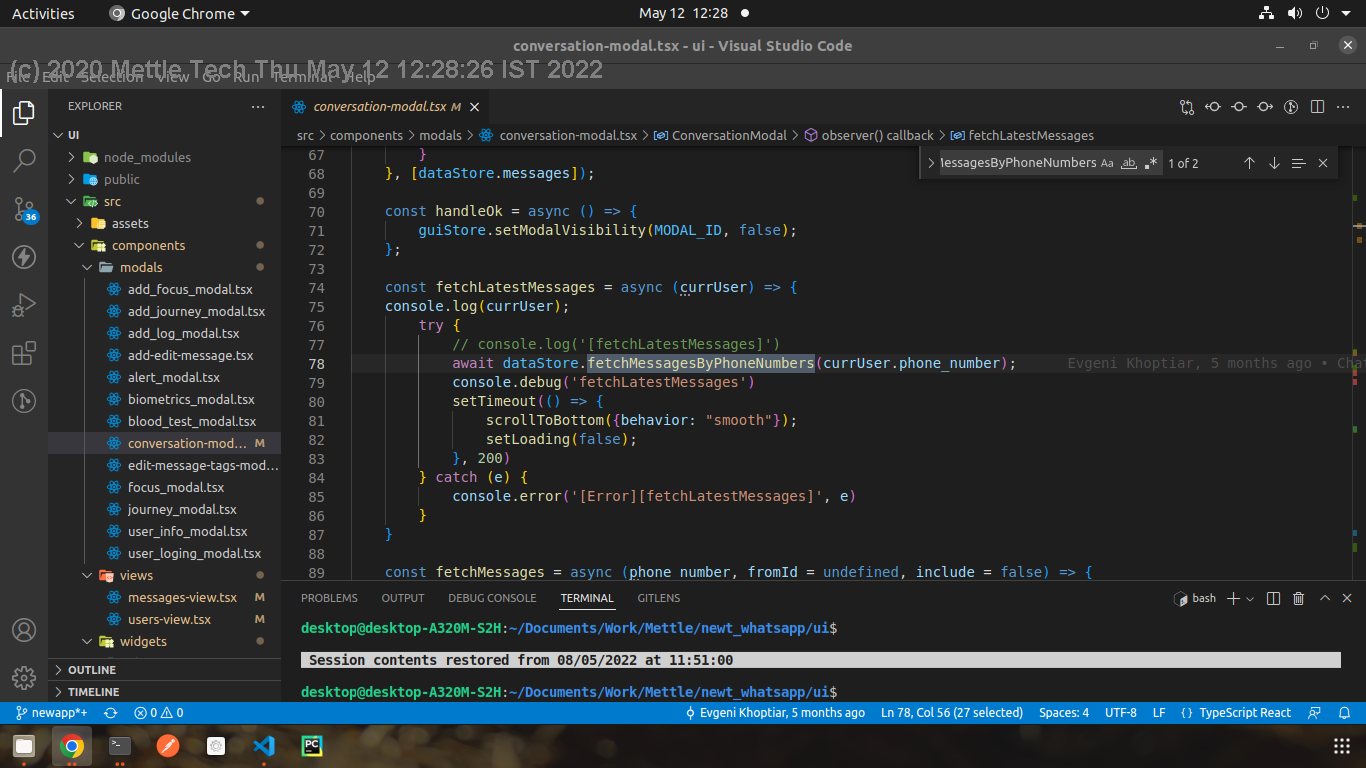 Activities
Google Chrome
May 12 12:28
conversation-modal.tsx - ui - Visual Studio Code
(c) 2020 Mettle Tech Thu May 12 12:28:26 IST 2022
File Edit Selection View Go Run Terminal Help
EXPLORER
UI
node_modules
public
src
assets
components
modals
add_focus_modal.tsx
add_journey_modal.tsx
add_log_modal.tsx
add-edit-message.tsx
alert_modal.tsx
biometrics_modal.tsx
blood_test_modal.tsx
conversation-mod... M
edit-message-tags-mod...
focus_modal.tsx
journey_modal.tsx
user_info_modal.tsx
user_loging_modal.tsx
views
messages-view.tsx M
users-view.tsx M
widgets
OUTLINE
TIMELINE
36
conversation-modal.tsx M
src > components > modals > conversation-modal.tsx > ConversationModal > observer() callback > fetchLatestMessages
MessagesByPhoneNumbers Aa ab 1 of 2
67 }
68 }, [dataStore.messages]);
69
70 const handleOk = async () => {
71 guiStore.setModalVisibility(MODAL_ID, false);
72 };
73
74 const fetchLatestMessages = async (currUser) => {
75 console.log(currUser);
76 try {
77 // console.log('[fetchLatestMessages]')
78 await dataStore.fetchMessagesByPhoneNumbers(currUser.phone_number); Evgeni Khoptiar, 5 months ago • Cha
79 console.debug('fetchLatestMessages')
80 setTimeout(() => {
81 scrollToBottom({behavior: "smooth"});
82 setLoading(false);
83 }, 200)
84 } catch (e) {
85 console.error('[Error][fetchLatestMessages]', e)
86 }
87 }
88
89 const fetchMessages = async (phone_number, fromId = undefined, include = false) => {
PROBLEMS OUTPUT DEBUG CONSOLE TERMINAL GITLENS
bash
desktop@desktop-A320M-S2H:~/Documents/Work/Mettle/newt_whatsapp/ui$
Session contents restored from 08/05/2022 at 11:51:00
desktop@desktop-A320M-S2H:~/Documents/Work/Mettle/newt_whatsapp/ui$
newapp*+ 0 0 Evgeni Khoptiar, 5 months ago Ln 78, Col 56 (27 selected) Spaces: 4 UTF-8 LF {} TypeScript React
PC